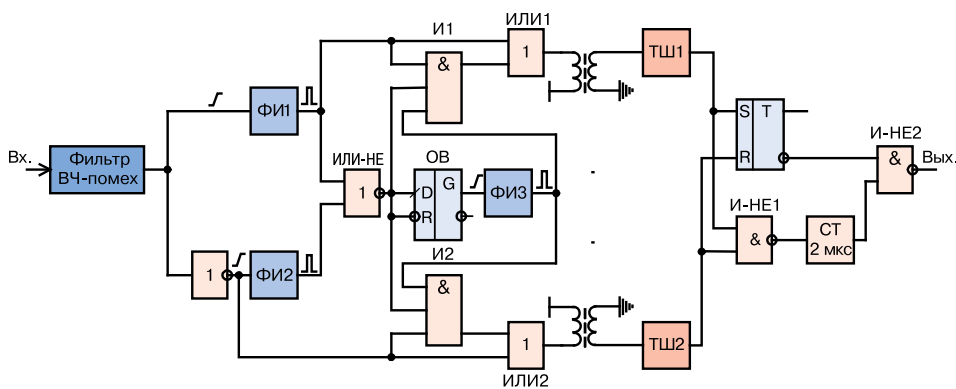 И1
ИЛИ1
&
1
ТШ1
ФИ1
S T
R
И-НЕ2
&
Вых.
Вх.
Фильтр
ВЧ-помех
ИЛИ-НЕ
1
ОВ
D G
R
ФИ3
И-НЕ1
&
СТ
2 мкс
1
ФИ2
И2
&
1
ТШ2
ИЛИ2